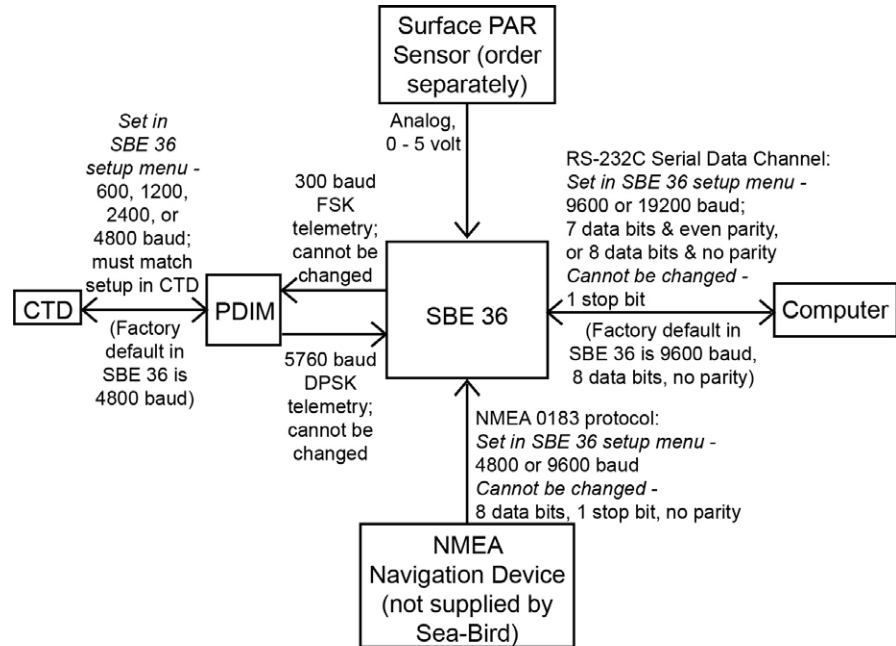 Surface PAR
Sensor (order
separately)
Analog,
0 - 5 volt
Set in
SBE 36
setup menu -
600, 1200,
2400, or
4800 baud;
must match
setup in CTD
300 baud
FSK
telemetry;
cannot be
changed
RS-232C Serial Data Channel:
Set in SBE 36 setup menu -
9600 or 19200 baud;
7 data bits & even parity,
or 8 data bits & no parity
Cannot be changed -
1 stop bit
CTD
PDIM
SBE 36
Computer
(Factory
default in
SBE 36 is
4800 baud)
5760 baud
DPSK
telemetry;
cannot be
changed
(Factory default in
SBE 36 is 9600 baud,
8 data bits, no parity)
NMEA 0183 protocol:
Set in SBE 36 setup menu -
4800 or 9600 baud
Cannot be changed -
8 data bits, 1 stop bit, no parity
NMEA
Navigation Device
(not supplied by
Sea-Bird)